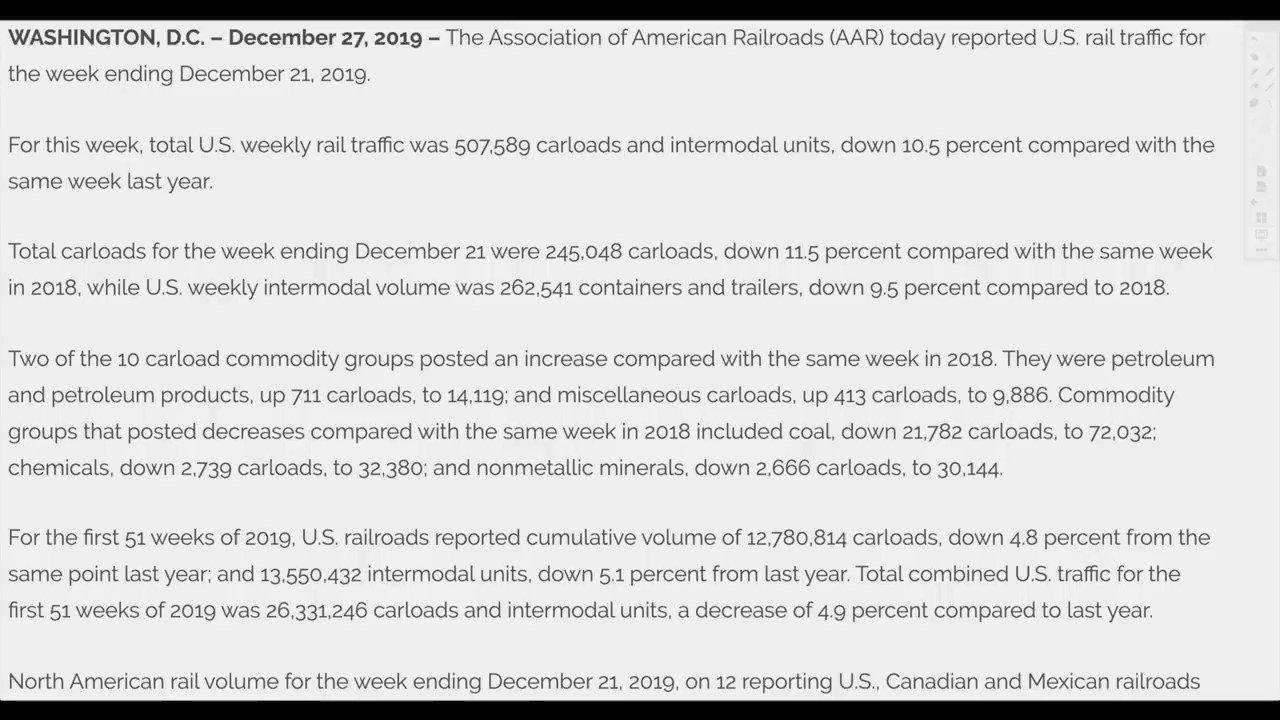 WASHINGTON, D.C. – December 27, 2019 – The Association of American Railroads (AAR) today reported U.S. rail traffic for
the week ending December 21, 2019.
For this week, total U.S. weekly rail traffic was 507,589 carloads and intermodal units, down 10.5 percent compared with the
same week last year.
Total carloads for the week ending December 21 were 245,048 carloads, down 11.5 percent compared with the same week
in 2018, while U.S. weekly intermodal volume was 262,541 containers and trailers, down 9.5 percent compared to 2018.
Two of the 10 carload commodity groups posted an increase compared with the same week in 2018. They were petroleum
and petroleum products, up 711 carloads, to 14,119; and miscellaneous carloads, up 413 carloads, to 9,886. Commodity
groups that posted decreases compared with the same week in 2018 included coal, down 21,782 carloads, to 72,032;
chemicals, down 2,739 carloads, to 32,380; and nonmetallic minerals, down 2,666 carloads, to 30,144.
For the first 51 weeks of 2019, U.S. railroads reported cumulative volume of 12,780,814 carloads, down 4.8 percent from the
same point last year; and 13,550,432 intermodal units, down 5.1 percent from last year. Total combined U.S. traffic for the
first 51 weeks of 2019 was 26,331,246 carloads and intermodal units, a decrease of 4.9 percent compared to last year.
North American rail volume for the week ending December 21, 2019, on 12 reporting U.S., Canadian and Mexican railroads